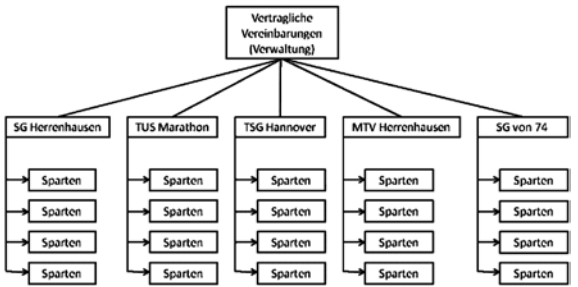 Vertragliche
Vereinbarungen
(Verwaltung)
SG Herrenhausen TUS Marathon TSG Hannover MTV Herrenhausen SG von 74
Sparten Sparten Sparten Sparten Sparten
Sparten Sparten Sparten Sparten Sparten
Sparten Sparten Sparten Sparten Sparten
Sparten Sparten Sparten Sparten Sparten